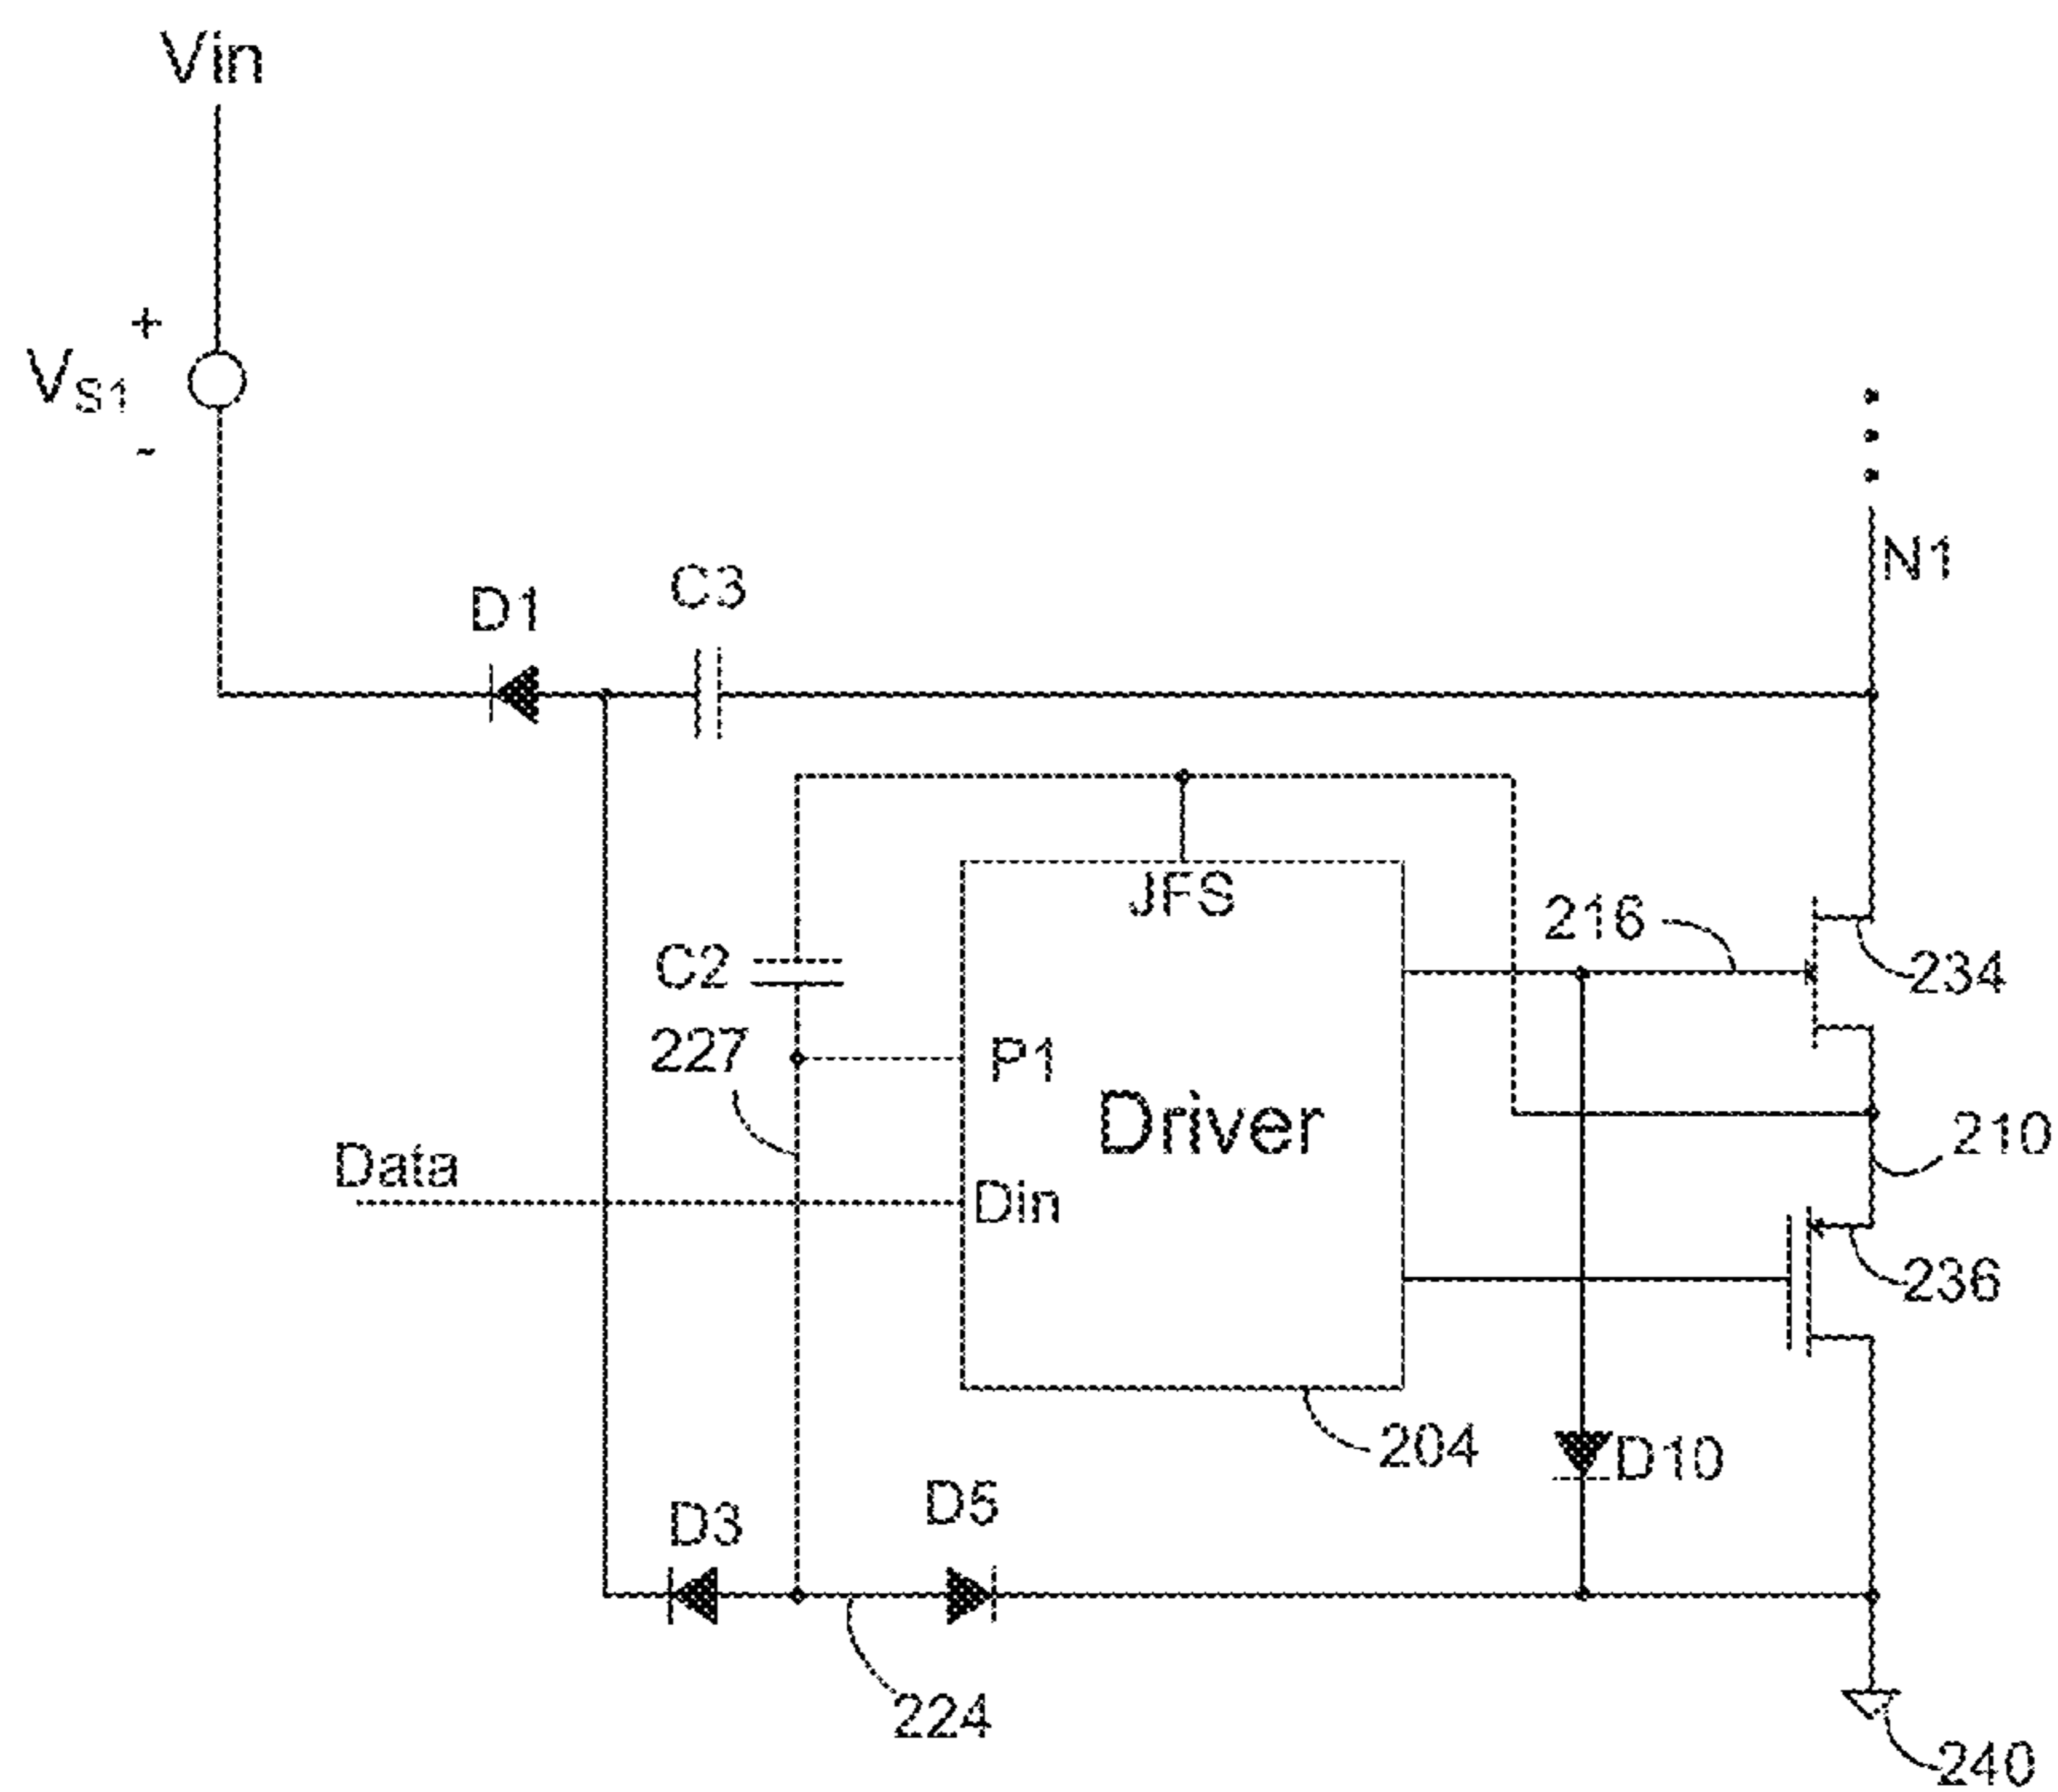 Vin
+
VS1
-
N1
D1
C3
JFS
216
234
C2
227
P1
Driver
210
Data
Din
236
204
D10
D3
D5
224
240